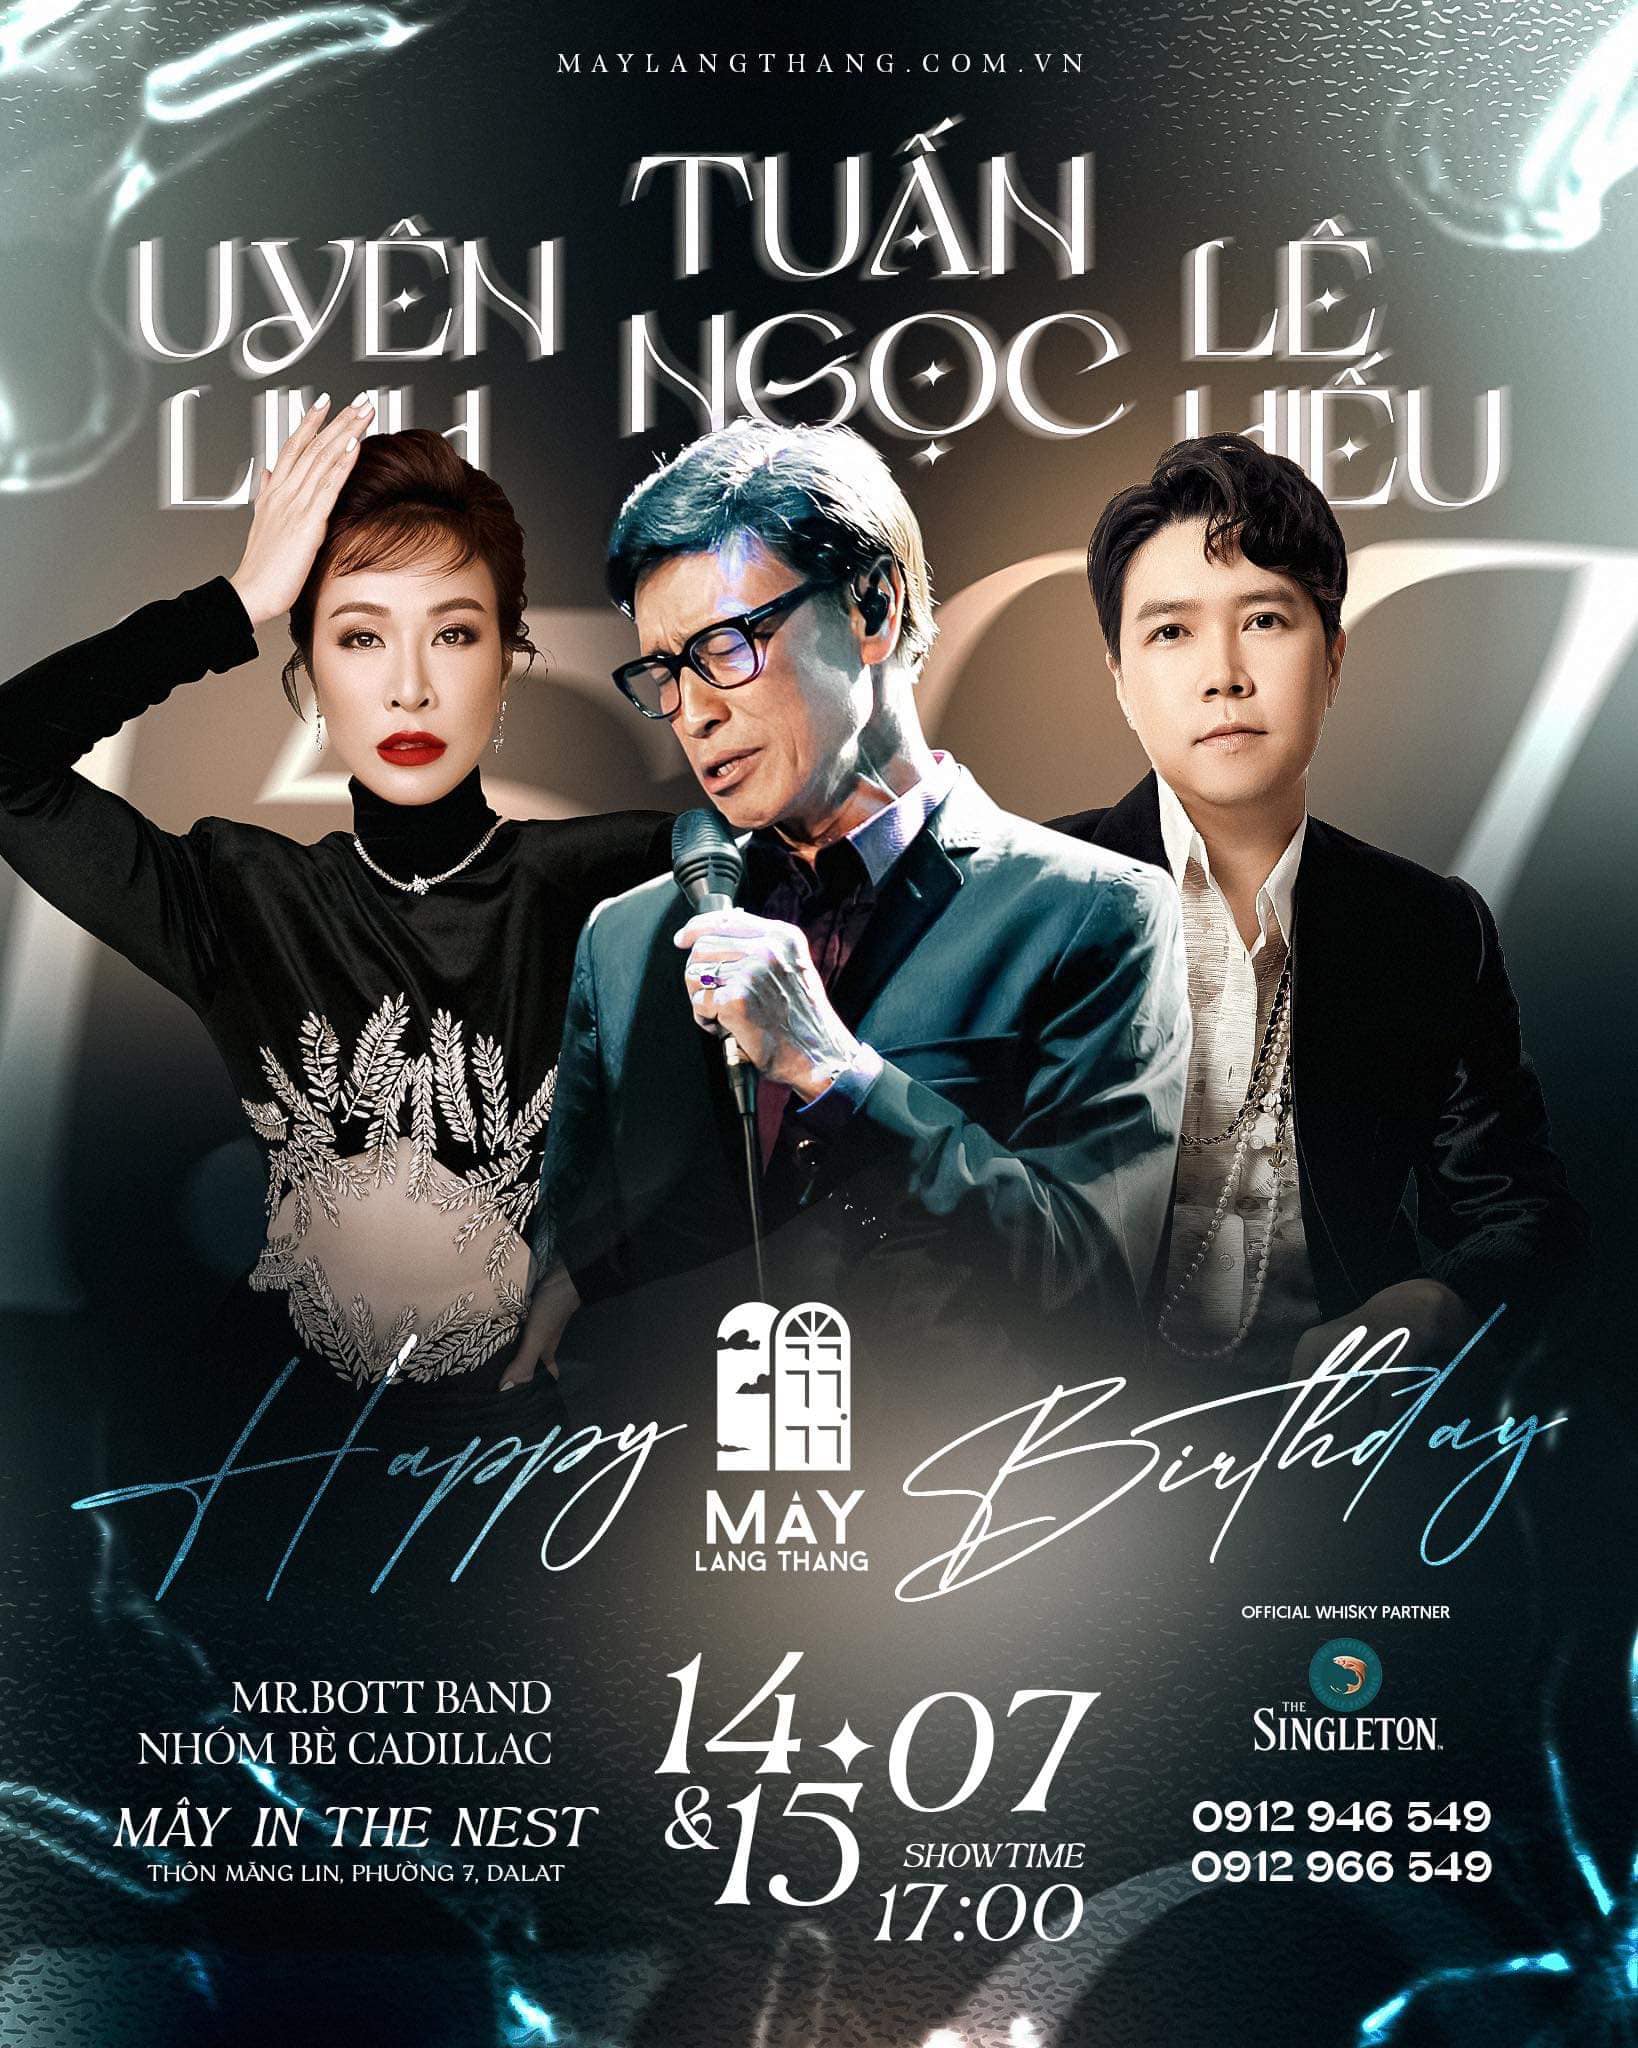 MAYLANGTHANG.COM.VN
UYÊN
LINH
TUẤN
NGỌC
LÊ
HIẾU
Happy
MÂY
LANG THANG
Birthday
OFFICIAL WHISKY PARTNER
THE
SINGLETON
MR.BOTT BAND
NHÓM BÈ CADILLAC
MÂY IN THE NEST
THÔN MĂNG LIN, PHƯỜNG 7, DALAT
14
& 15
07
SHOWTIME
17:00
0912 946 549
0912 966 549